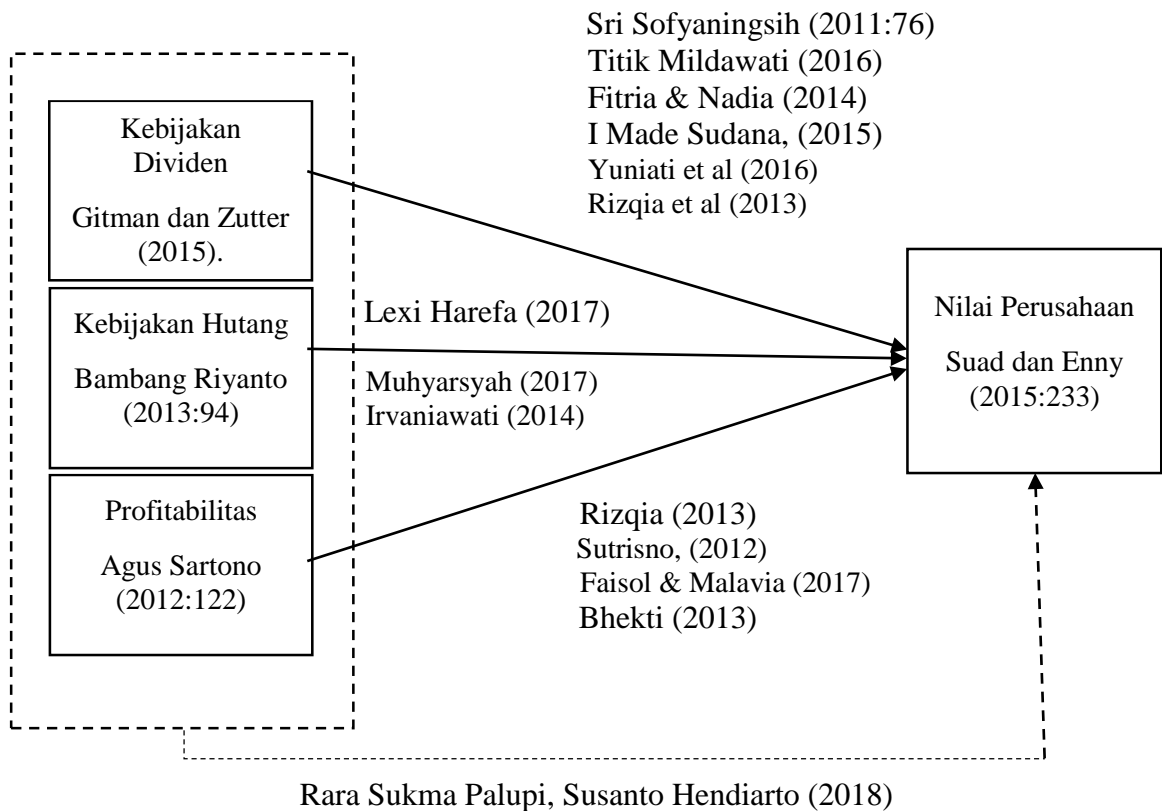 Sri Sofyaningsih (2011:76)
Titik Mildawati (2016)
Fitria & Nadia (2014)
I Made Sudana, (2015)
Yuniati et al (2016)
Rizqia et al (2013)
Kebijakan
Dividen
Gitman dan Zutter
(2015).
Kebijakan Hutang
Bambang Riyanto
(2013:94)
Profitabilitas
Agus Sartono
(2012:122)
Lexi Harefa (2017)
Muhyarsyah (2017)
Irvaniawati (2014)
Nilai Perusahaan
Suad dan Enny
(2015:233)
Rizqia (2013)
Sutrisno, (2012)
Faisol & Malavia (2017)
Bhekti (2013)
Rara Sukma Palupi, Susanto Hendiarto (2018)